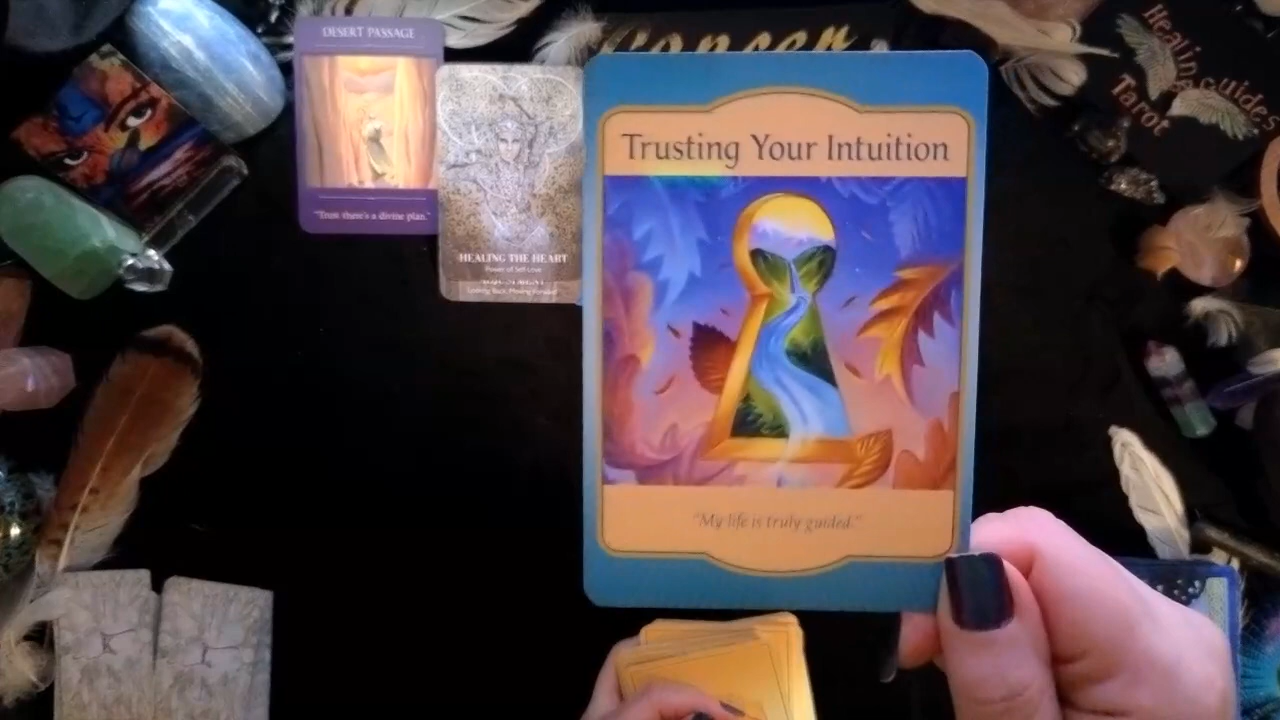 Cancer
Healing guides
Tarot
DESERT PASSAGE
"Trust there's a divine plan."
HEALING THE HEART
Power of Self Love
Trusting Your Intuition
"My life is truly guided."